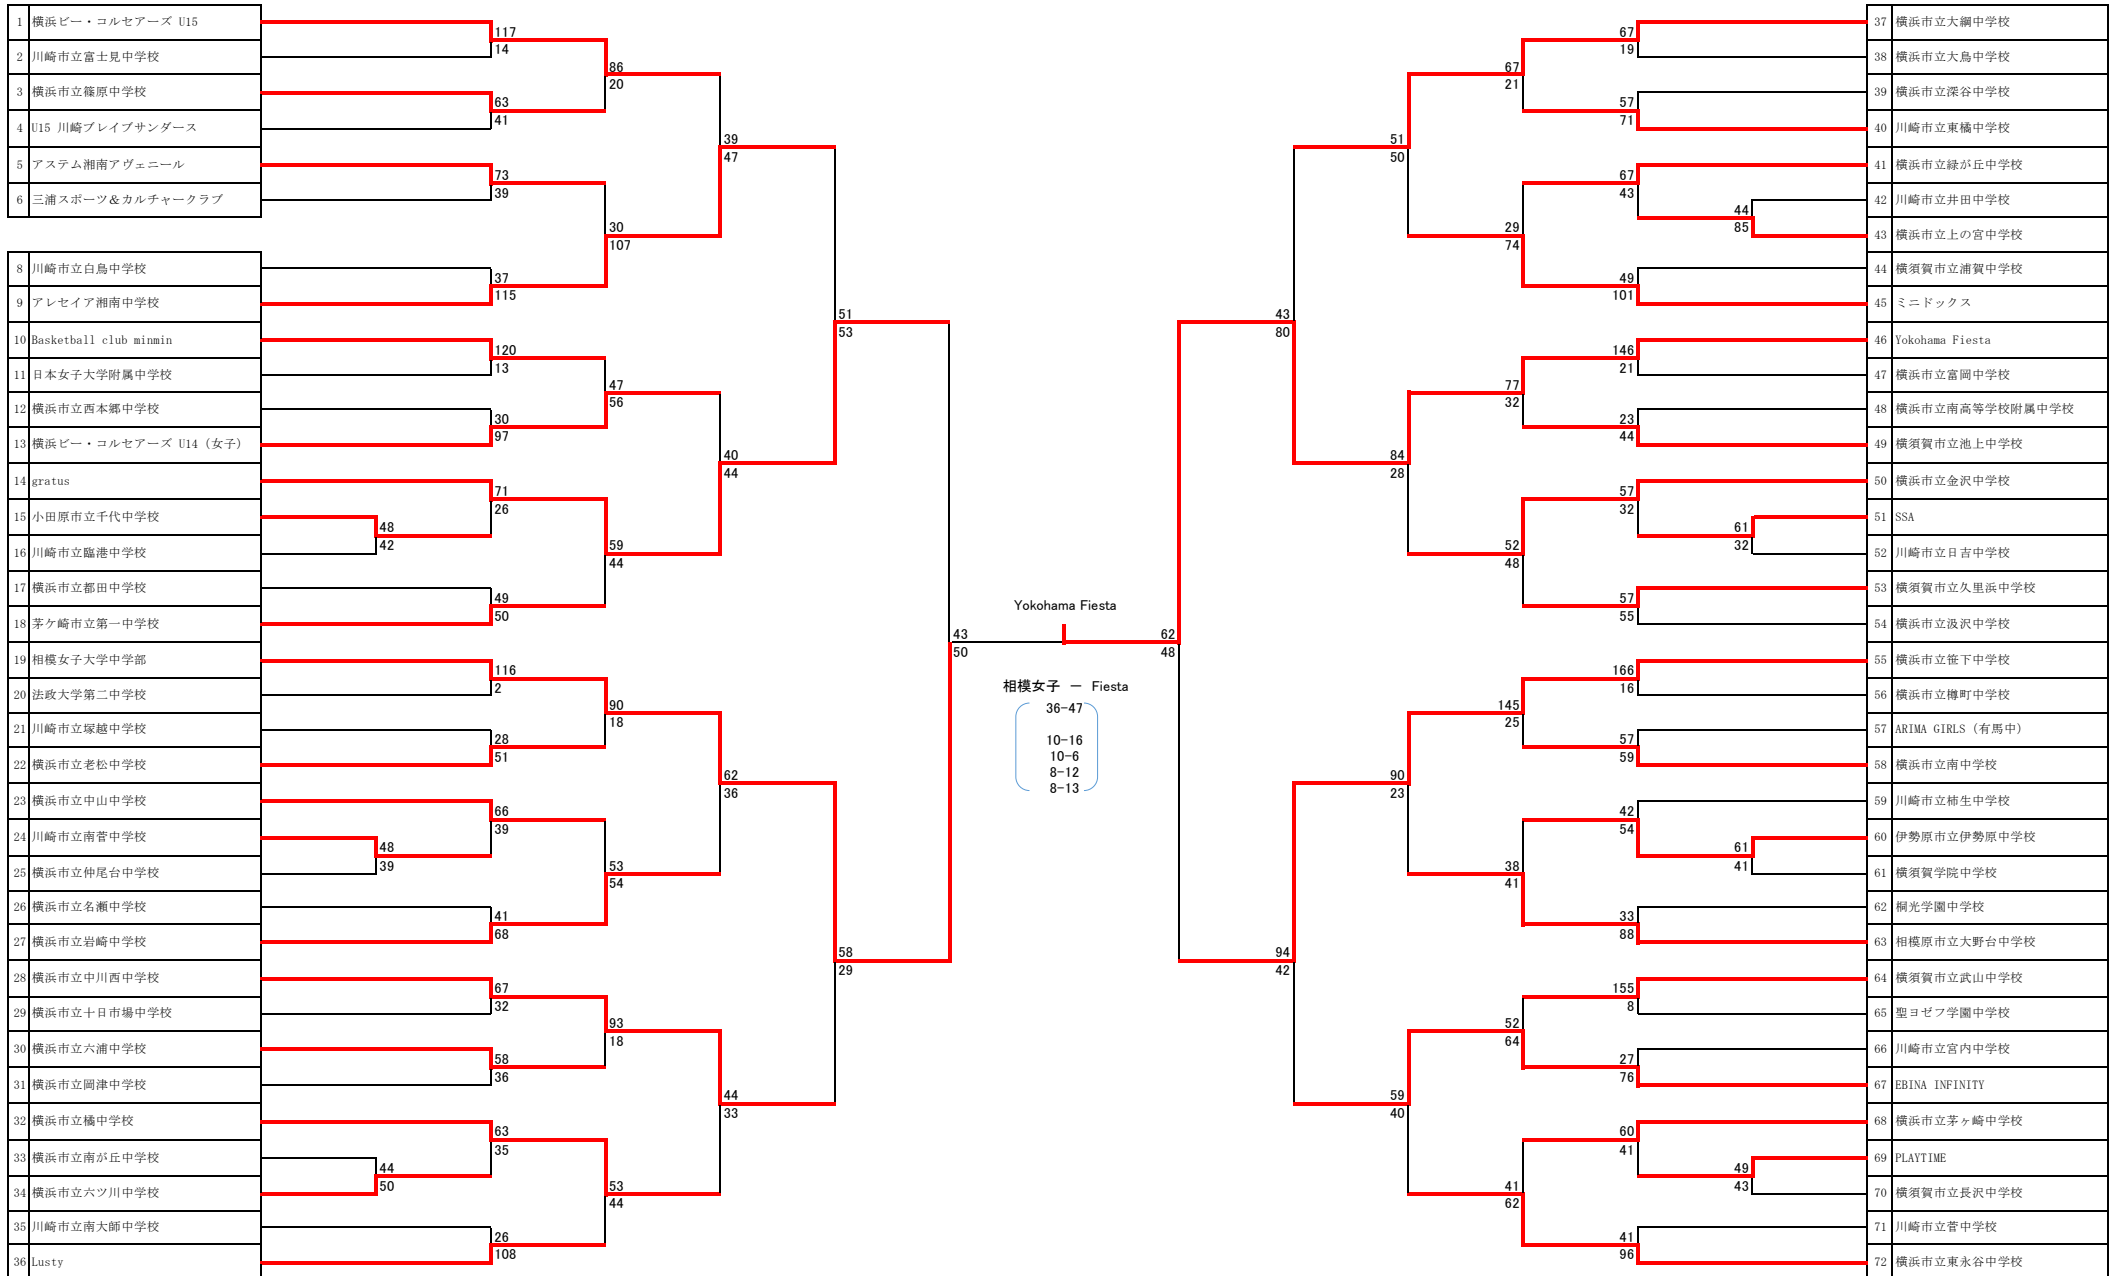 1 横浜ビー・コルセアーズ U15
2 川崎市立富士見中学校
3 横浜市立篠原中学校
4 U15 川崎ブレイブサンダース
5 アステム湘南アヴェニール
6 三浦スポーツ＆カルチャークラブ
8 川崎市立白鳥中学校
9 アレセイア湘南中学校
10 Basketball club minmin
11 日本女子大学附属中学校
12 横浜市立西本郷中学校
13 横浜ビー・コルセアーズ U14（女子）
14 gratus
15 小田原市立千代中学校
16 川崎市立臨港中学校
17 横浜市立都田中学校
18 茅ケ崎市立第一中学校
19 相模女子大学中学部
20 法政大学第二中学校
21 川崎市立塚越中学校
22 横浜市立老松中学校
23 横浜市立中山中学校
24 川崎市立南菅中学校
25 横浜市立仲尾台中学校
26 横浜市立名瀬中学校
27 横浜市立岩崎中学校
28 横浜市立中川西中学校
29 横浜市立十日市場中学校
30 横浜市立六浦中学校
31 横浜市立岡津中学校
32 横浜市立橘中学校
33 横浜市立南が丘中学校
34 横浜市立六ツ川中学校
35 川崎市立南大師中学校
36 Lusty
48
42
48
39
44
50
117
14
63
41
73
39
37
115
120
13
30
97
71
26
49
50
116
2
28
51
66
39
41
68
67
32
58
36
63
35
26
108
86
20
30
107
47
56
59
44
90
18
53
54
93
18
53
44
39
47
40
44
62
36
44
33
51
53
58
29
43
50
Yokohama Fiesta
相模女子 － Fiesta
36-47
10-16
10-6
8-12
8-13
62
48
43
80
94
42
51
50
84
28
90
23
59
40
67
21
29
74
77
32
52
48
145
25
38
41
52
64
41
62
67
19
57
71
67
43
49
101
146
21
23
44
57
32
57
55
166
16
57
59
42
54
33
88
155
8
27
76
60
41
41
96
44
85
61
32
61
41
49
43
37 横浜市立大綱中学校
38 横浜市立大鳥中学校
39 横浜市立深谷中学校
40 川崎市立東橘中学校
41 横浜市立緑が丘中学校
42 川崎市立井田中学校
43 横浜市立上の宮中学校
44 横須賀市立浦賀中学校
45 ミニドックス
46 Yokohama Fiesta
47 横浜市立富岡中学校
48 横浜市立南高等学校附属中学校
49 横須賀市立池上中学校
50 横浜市立金沢中学校
51 SSA
52 川崎市立日吉中学校
53 横須賀市立久里浜中学校
54 横浜市立汲沢中学校
55 横浜市立笹下中学校
56 横浜市立樽町中学校
57 ARIMA GIRLS（有馬中）
58 横浜市立南中学校
59 川崎市立柿生中学校
60 伊勢原市立伊勢原中学校
61 横須賀学院中学校
62 桐光学園中学校
63 相模原市立大野台中学校
64 横須賀市立武山中学校
65 聖ヨゼフ学園中学校
66 川崎市立宮内中学校
67 EBINA INFINITY
68 横浜市立茅ヶ崎中学校
69 PLAYTIME
70 横須賀市立長沢中学校
71 川崎市立菅中学校
72 横浜市立東永谷中学校